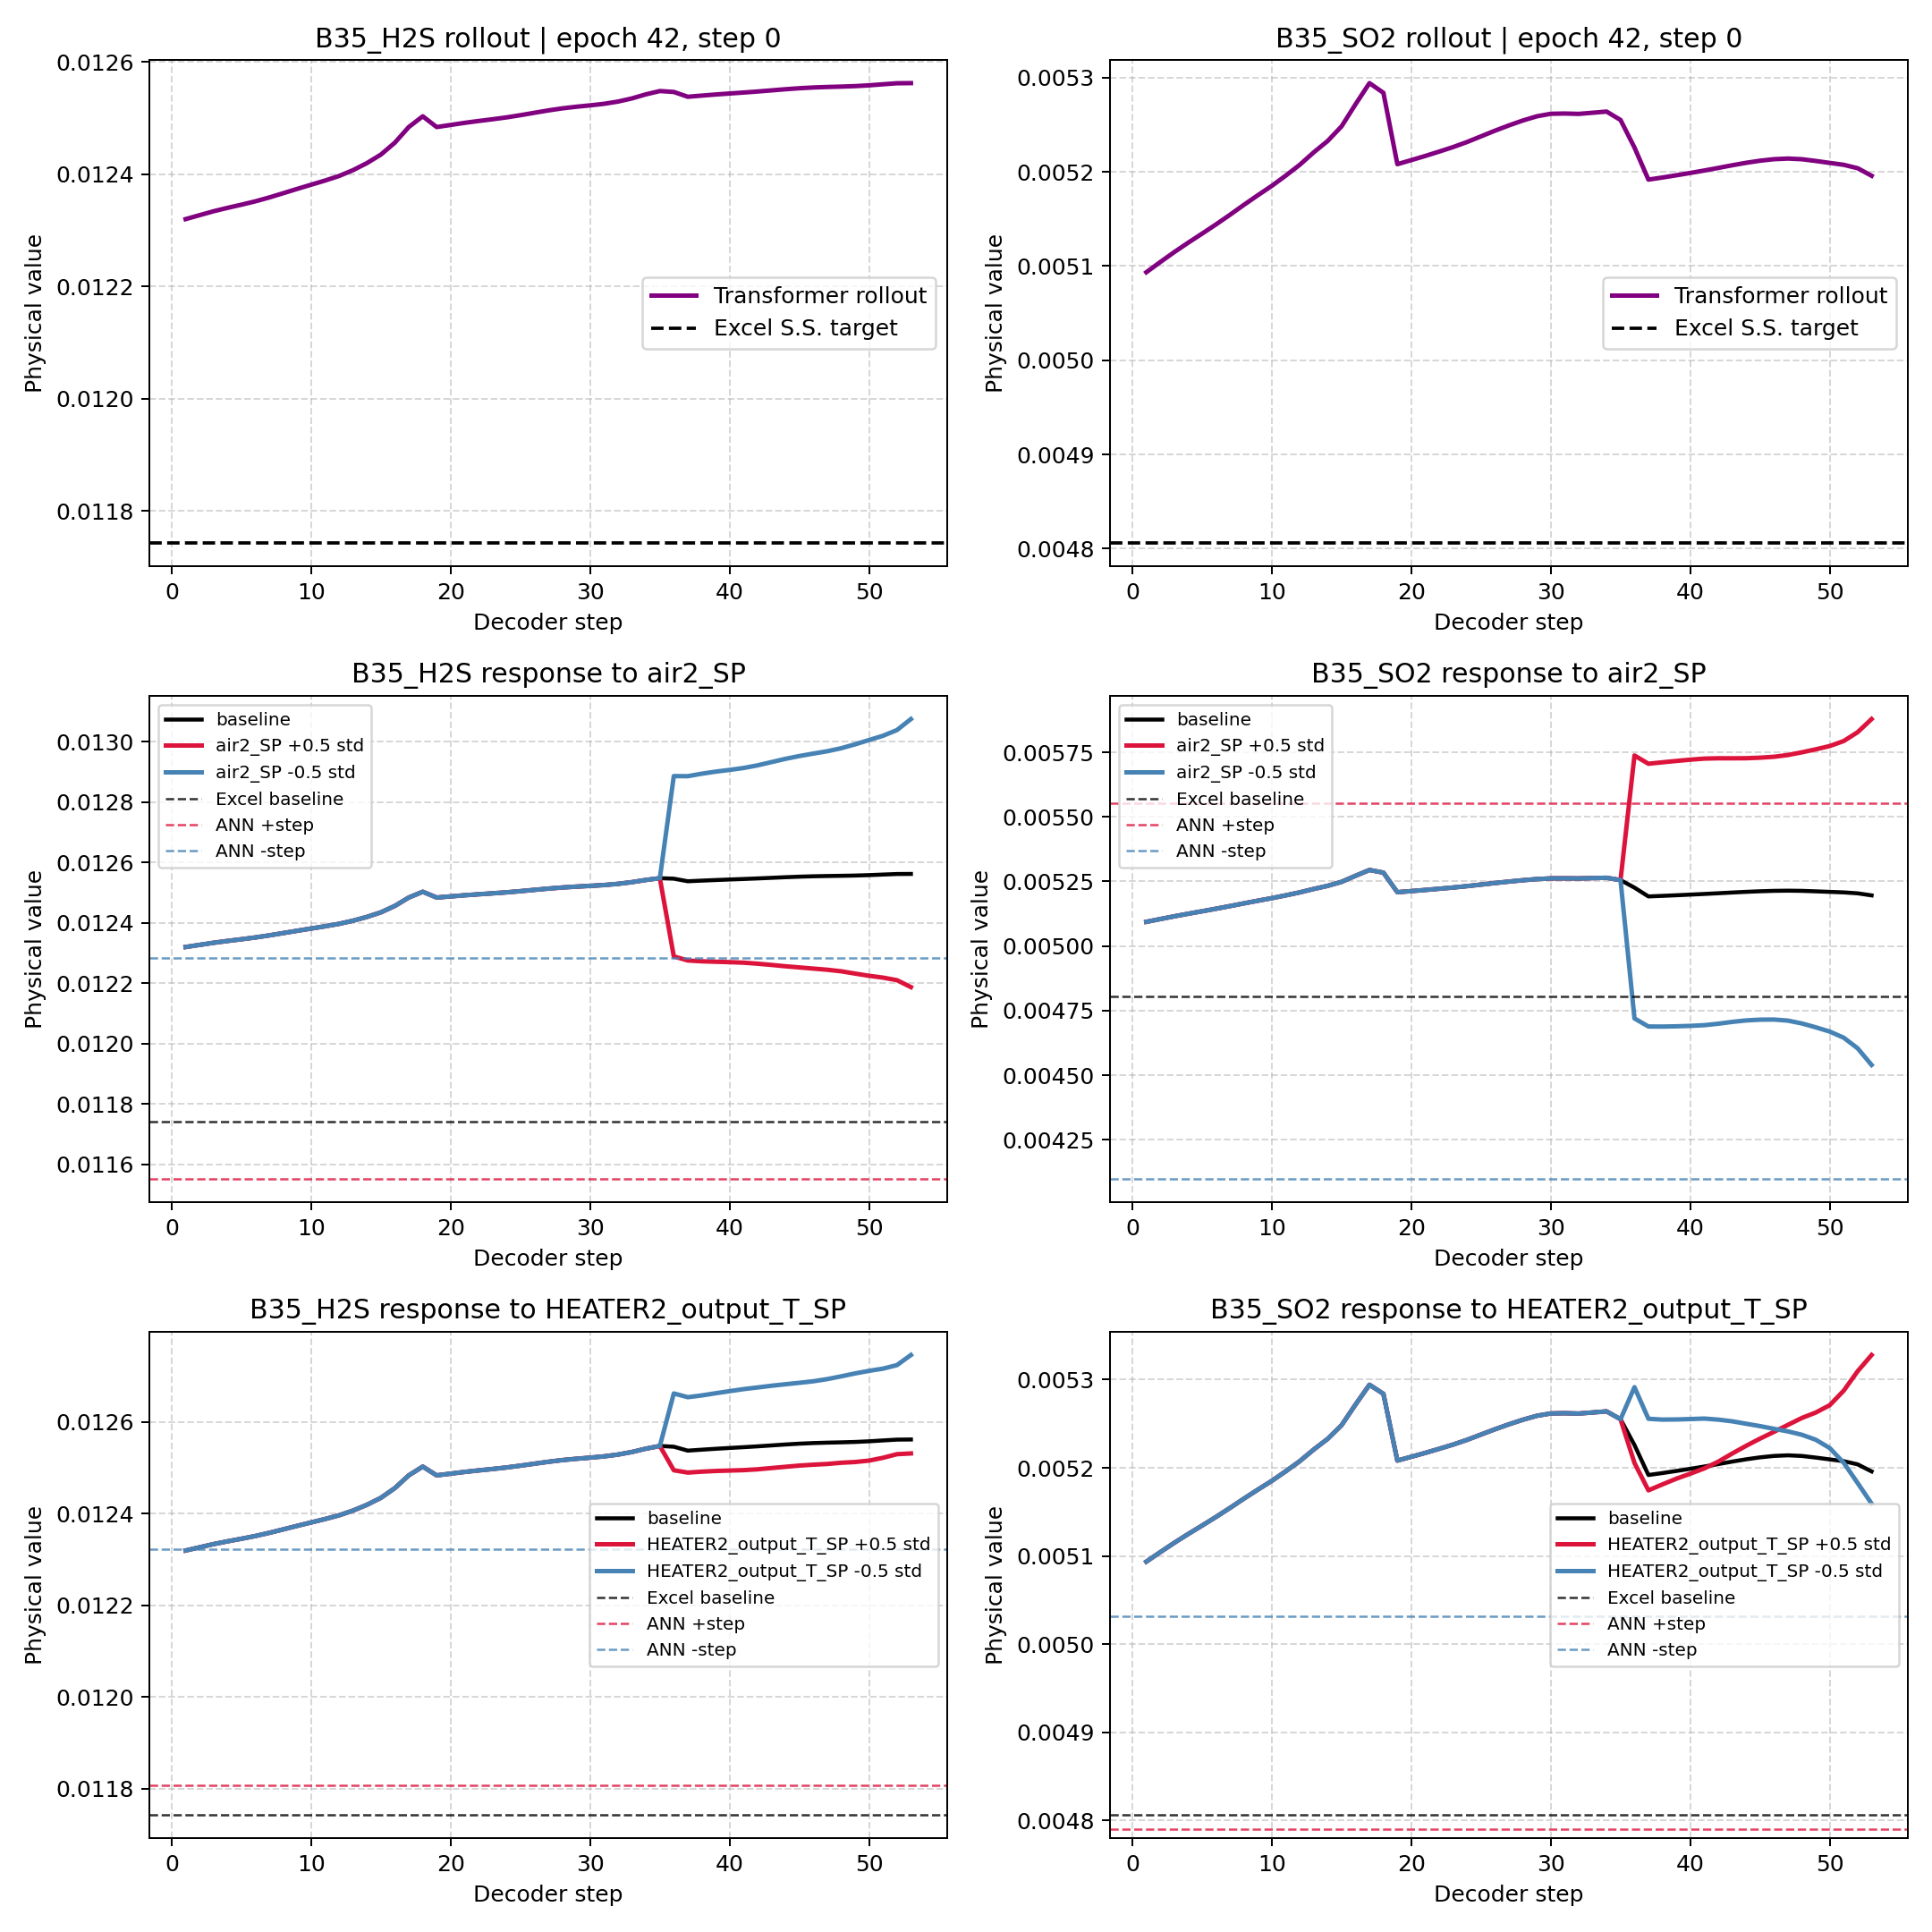 B35_H2S rollout | epoch 42, step 0
Physical value
0.0126
0.0124
0.0122
0.0120
0.0118
Transformer rollout
Excel S.S. target
0
10
20
30
40
50
Decoder step
B35_SO2 rollout | epoch 42, step 0
Physical value
0.0053
0.0052
0.0051
0.0050
0.0049
0.0048
Transformer rollout
Excel S.S. target
0
10
20
30
40
50
Decoder step
B35_H2S response to air2_SP
Physical value
0.0130
0.0128
0.0126
0.0124
0.0122
0.0120
0.0118
0.0116
baseline
air2_SP +0.5 std
air2_SP -0.5 std
Excel baseline
ANN +step
ANN -step
0
10
20
30
40
50
Decoder step
B35_SO2 response to air2_SP
Physical value
0.00575
0.00550
0.00525
0.00500
0.00475
0.00450
0.00425
baseline
air2_SP +0.5 std
air2_SP -0.5 std
Excel baseline
ANN +step
ANN -step
0
10
20
30
40
50
Decoder step
B35_H2S response to HEATER2_output_T_SP
Physical value
0.0126
0.0124
0.0122
0.0120
0.0118
baseline
HEATER2_output_T_SP +0.5 std
HEATER2_output_T_SP -0.5 std
Excel baseline
ANN +step
ANN -step
0
10
20
30
40
50
Decoder step
B35_SO2 response to HEATER2_output_T_SP
Physical value
0.0053
0.0052
0.0051
0.0050
0.0049
0.0048
baseline
HEATER2_output_T_SP +0.5 std
HEATER2_output_T_SP -0.5 std
Excel baseline
ANN +step
ANN -step
0
10
20
30
40
50
Decoder step